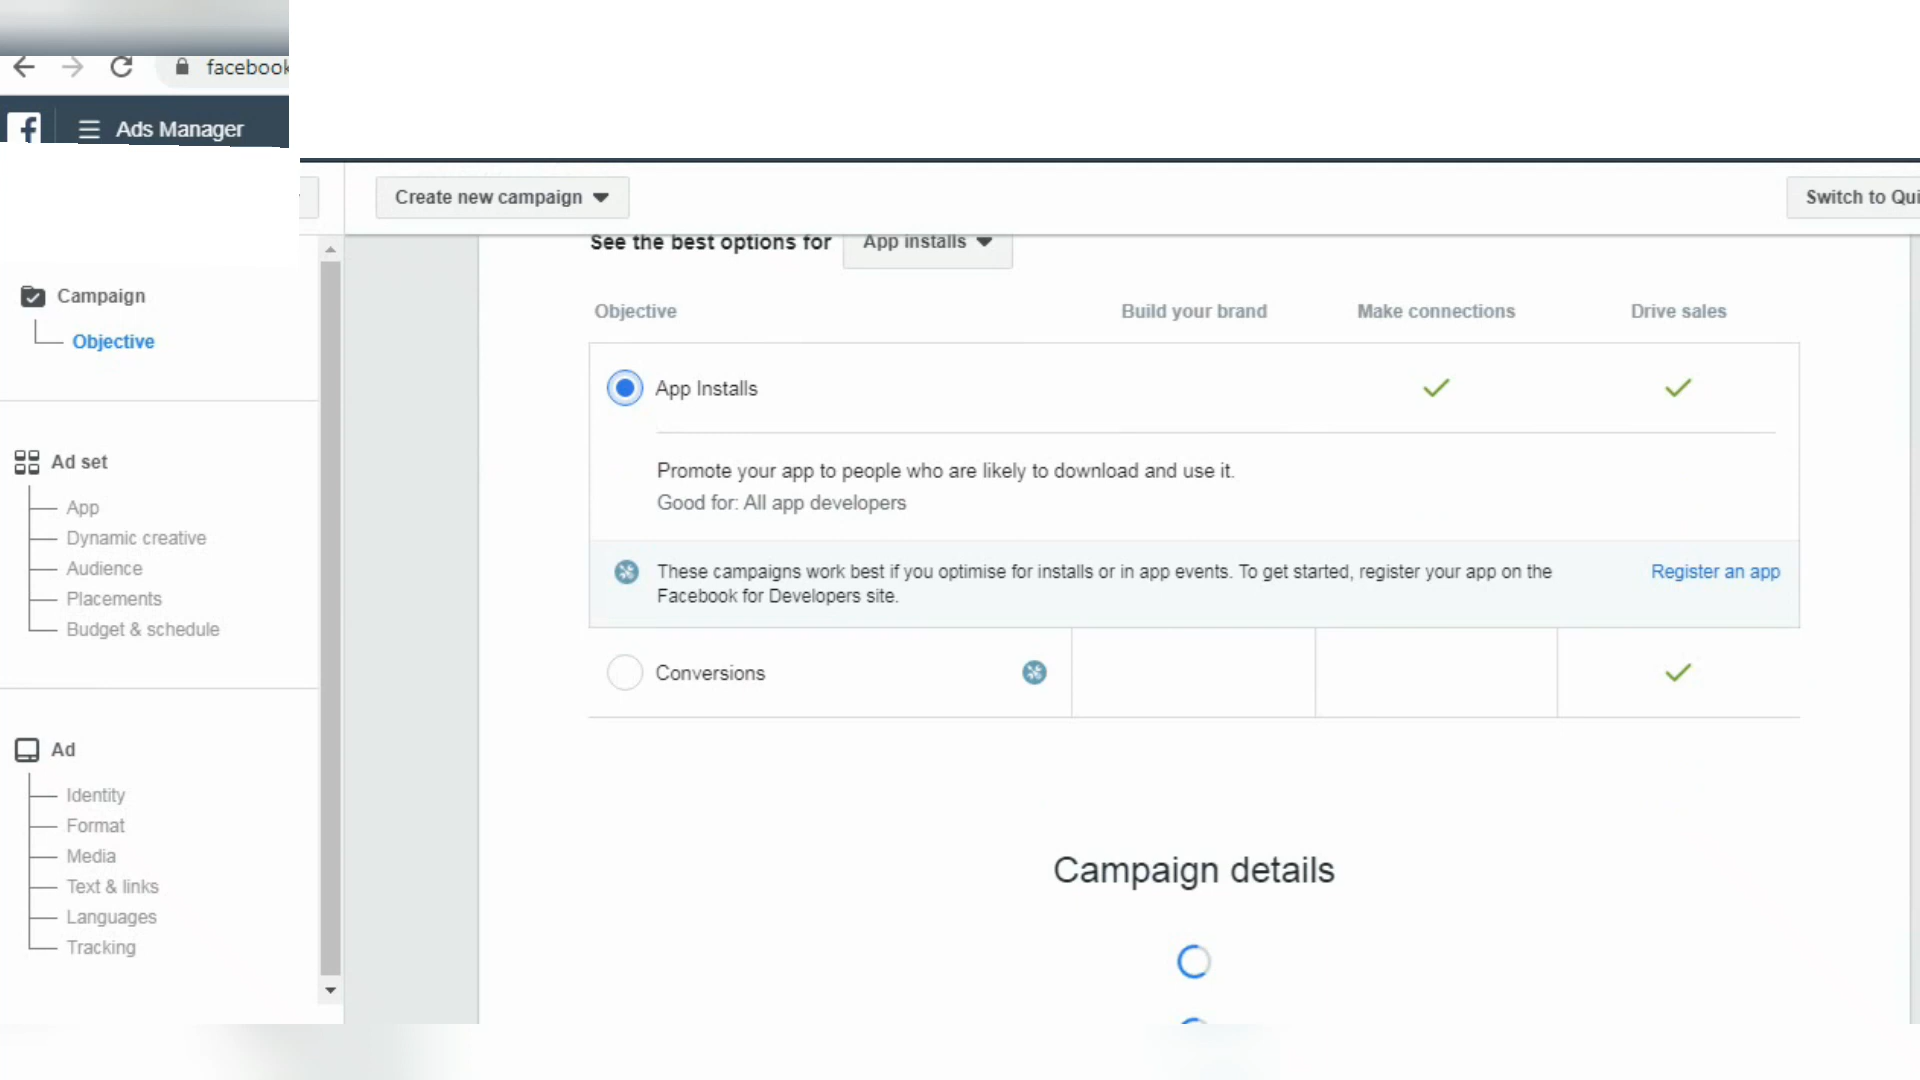 facebook
Ads Manager
Create new campaign
Switch to Qui
See the best options for App installs
Campaign
Objective
Ad set
App
Dynamic creative
Audience
Placements
Budget & schedule
Ad
Identity
Format
Media
Text & links
Languages
Tracking
Objective Build your brand Make connections Drive sales
App Installs
Promote your app to people who are likely to download and use it.
Good for: All app developers
These campaigns work best if you optimise for installs or in app events. To get started, register your app on the Register an app
Facebook for Developers site.
Conversions
Campaign details